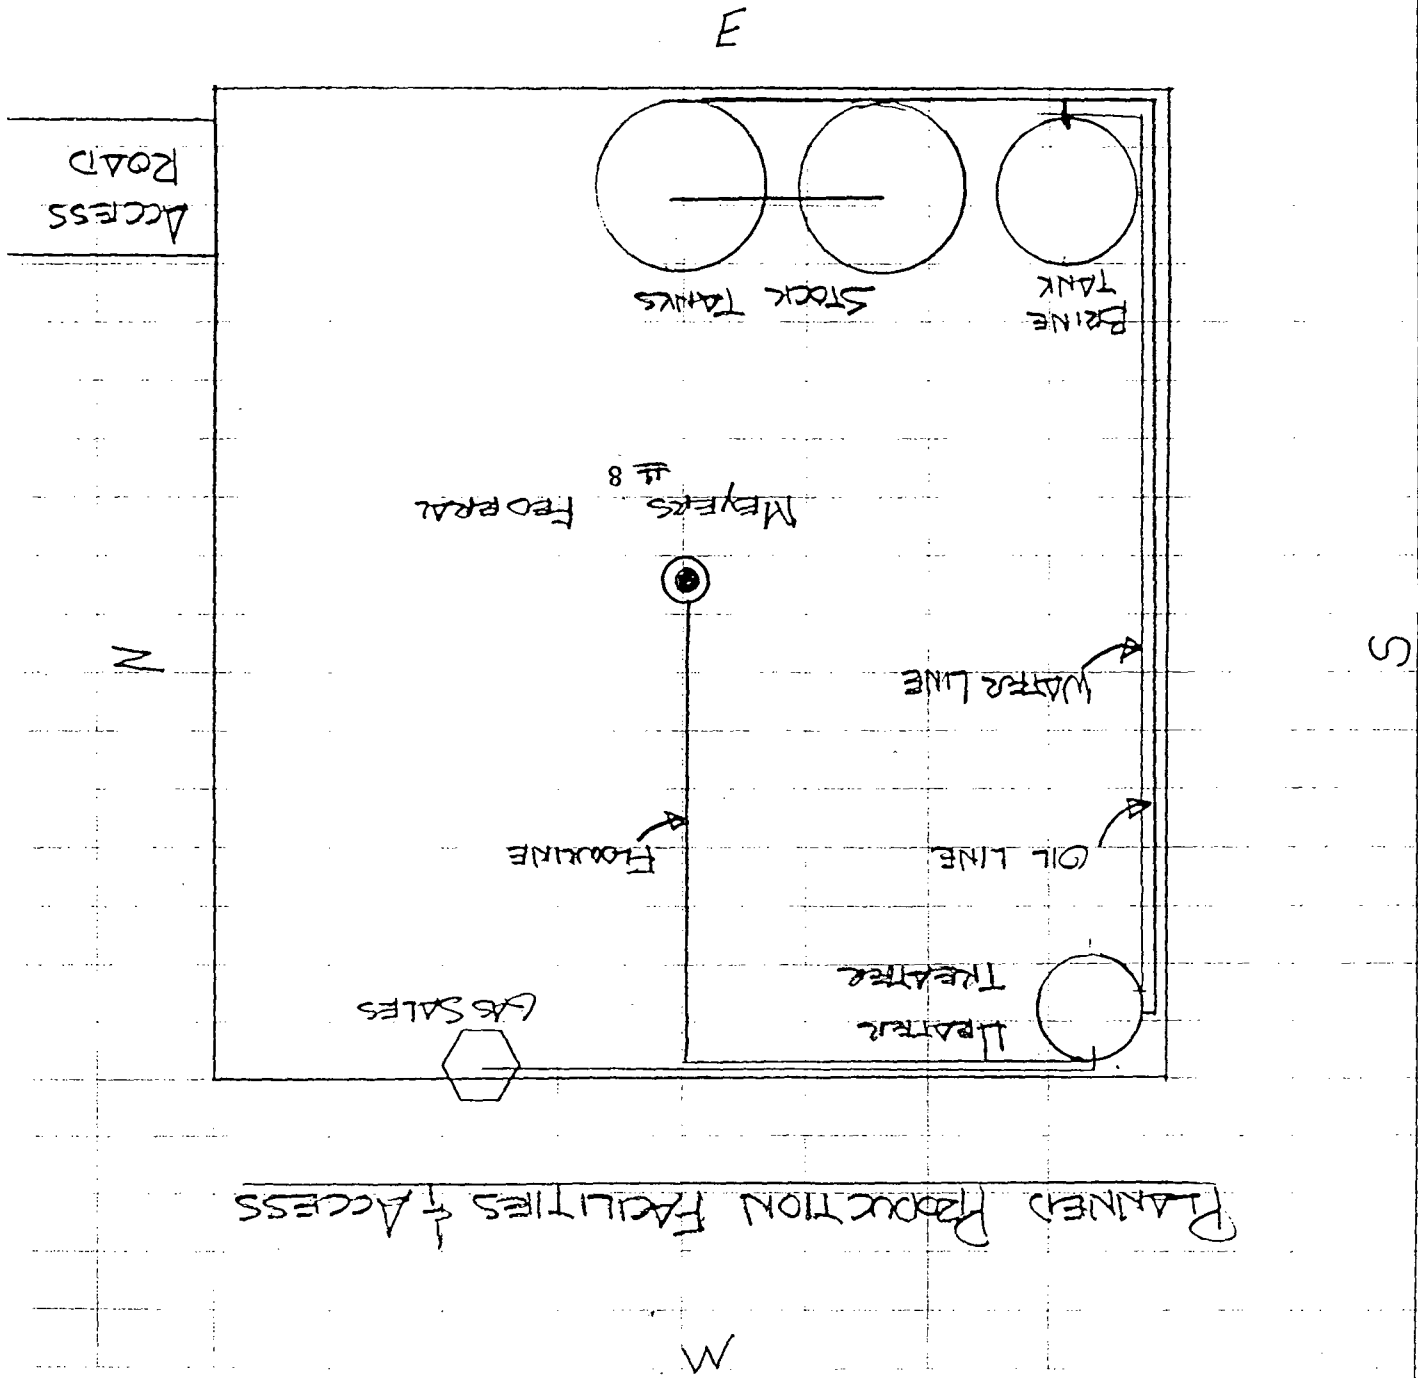 W
PLANNED PRODUCTION FACILITIES & ACCESS
HEATER
TREATER
GAS SALES
OIL LINE
FLOWLINE
WATER LINE
S
N
MEYERS FEDERAL
#8
BRINE
TANK
STOCK TANKS
ACCESS
ROAD
E